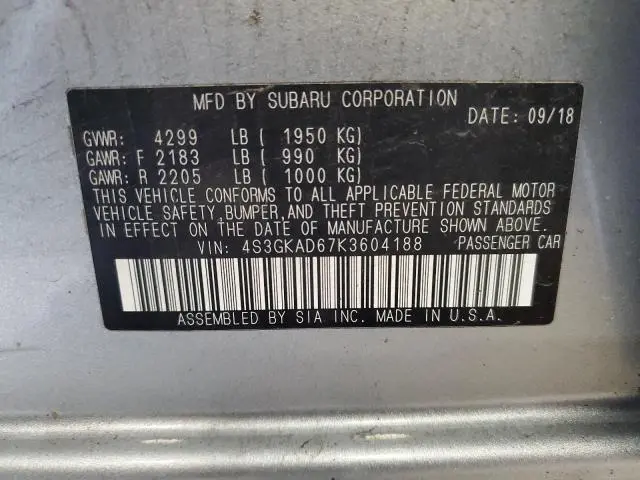 MFD BY SUBARU CORPORATION
DATE: 09/18
GVWR: 4299 LB ( 1950 KG)
GAWR: F 2183 LB ( 990 KG)
GAWR: R 2205 LB ( 1000 KG)
THIS VEHICLE CONFORMS TO ALL APPLICABLE FEDERAL MOTOR
VEHICLE SAFETY, BUMPER, AND THEFT PREVENTION STANDARDS
IN EFFECT ON THE DATE OF MANUFACTURE SHOWN ABOVE.
VIN: 4S3GKAD67K3604188 PASSENGER CAR
ASSEMBLED BY SIA INC. MADE IN U.S.A.